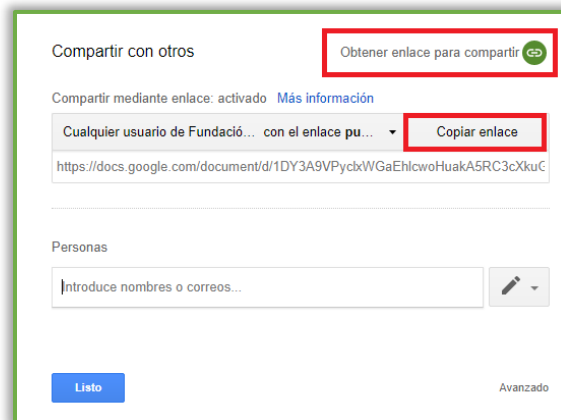 Compartir con otros
Obtener enlace para compartir
Compartir mediante enlace: activado Más información
Cualquier usuario de Fundació... con el enlace pu...
Copiar enlace
https://docs.google.com/document/d/1DY3A9VPyclxWGaEhlcwoHuakA5RC3cXkuG
Personas
Introduce nombres o correos...
Listo
Avanzado